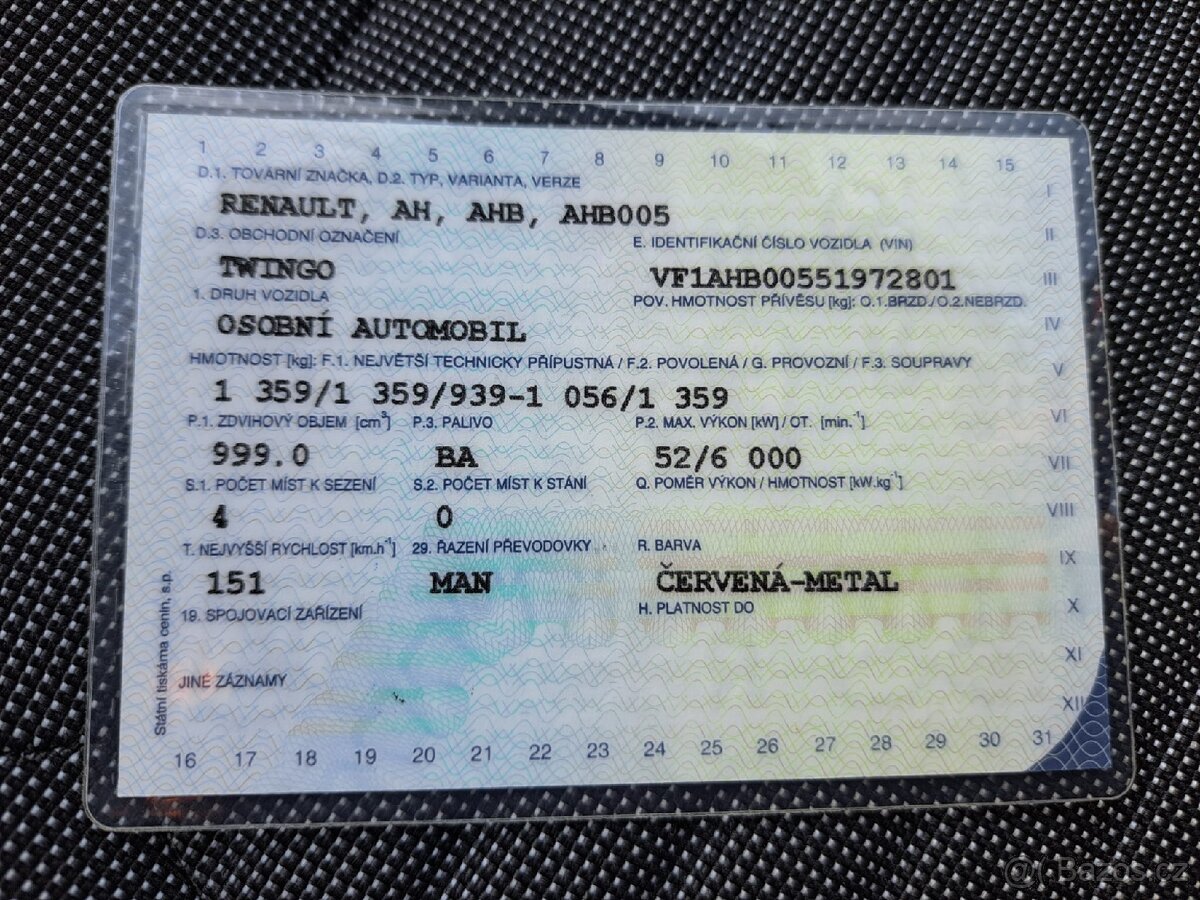 1 2 3 4 5 6 7 8 9 10 11 12 13 14 15
D.1. TOVÁRNÍ ZNAČKA, D.2. TYP, VARIANTA, VERZE
I
RENAULT, AH, AHB, AHB005
D.3. OBCHODNÍ OZNAČENÍ E. IDENTIFIKAČNÍ ČÍSLO VOZIDLA (VIN) II
TWINGO VF1AHB00551972801 III
1. DRUH VOZIDLA POV. HMOTNOST PŘÍVĚSU [kg]: O.1.BRZD./O.2.NEBRZD.
OSOBNÍ AUTOMOBIL IV
HMOTNOST [kg]: F.1. NEJVĚTŠÍ TECHNICKY PŘÍPUSTNÁ / F.2. POVOLENÁ / G. PROVOZNÍ / F.3. SOUPRAVY V
1 359/1 359/939-1 056/1 359
P.1. ZDVIHOVÝ OBJEM [cm³] P.3. PALIVO P.2. MAX. VÝKON [kW] / OT. [min.⁻¹] VI
999.0 BA 52/6 000 VII
S.1. POČET MÍST K SEZENÍ S.2. POČET MÍST K STÁNÍ Q. POMĚR VÝKON / HMOTNOST [kW.kg⁻¹]
4 0 VIII
T. NEJVYŠŠÍ RYCHLOST [km.h⁻¹] 29. ŘAZENÍ PŘEVODOVKY R. BARVA IX
151 MAN ČERVENÁ-METAL
19. SPOJOVACÍ ZAŘÍZENÍ H. PLATNOST DO X
XI
JINÉ ZÁZNAMY
XII
Státní tiskárna cenin, s.p.
16 17 18 19 20 21 22 23 24 25 26 27 28 29 30 31
@(. Bazos.cz